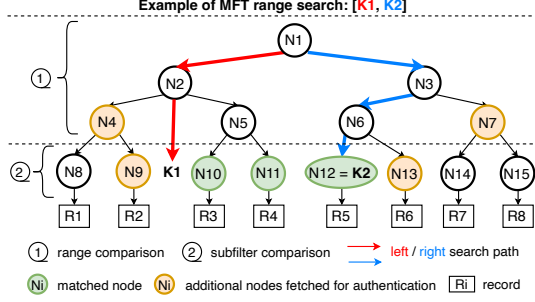 Example of MFT range search: [K1, K2]
N1
1
N2 N3
N4 N5 N6 N7
2
N8 N9 K1 N10 N11 N12 = K2 N13 N14 N15
R1 R2 R3 R4 R5 R6 R7 R8
1 range comparison 2 subfilter comparison left / right search path
Ni matched node Ni additional nodes fetched for authentication Ri record